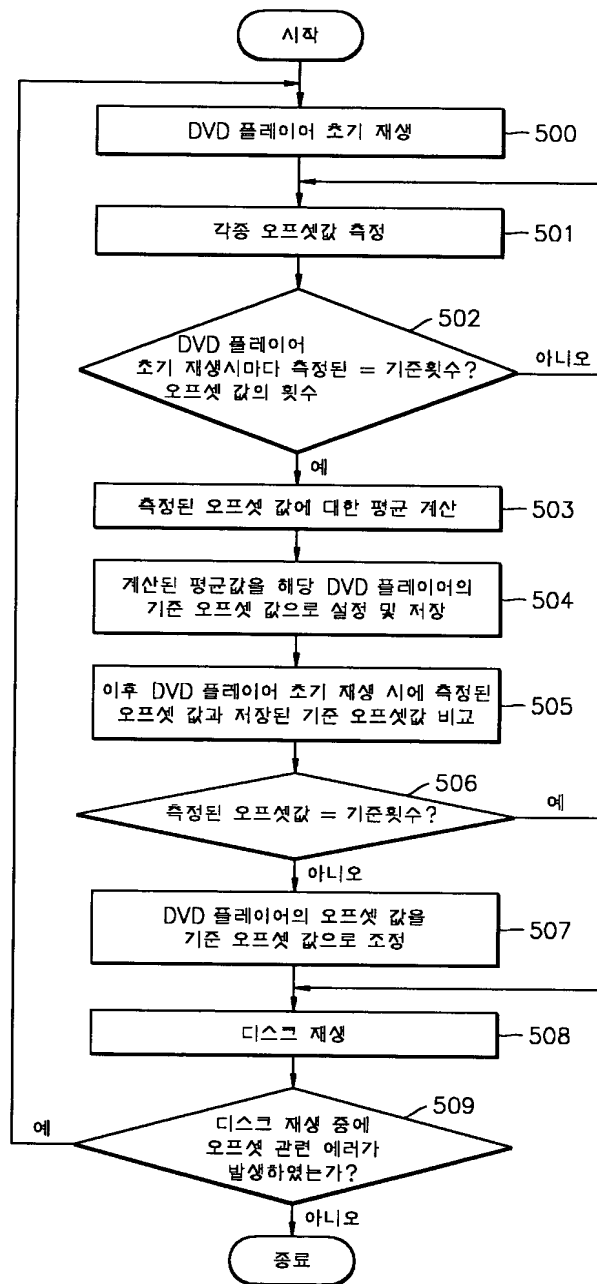 시작
DVD 플레이어 초기 재생
500
각종 오프셋값 측정
501
502
DVD 플레이어
초기 재생시마다 측정된 = 기준횟수?
오프셋 값의 횟수
아니오
예
측정된 오프셋 값에 대한 평균 계산
503
계산된 평균값을 해당 DVD 플레이어의
기준 오프셋 값으로 설정 및 저장
504
이후 DVD 플레이어 초기 재생 시에 측정된
오프셋 값과 저장된 기준 오프셋값 비교
505
506
측정된 오프셋값 = 기준횟수?
예
아니오
DVD 플레이어의 오프셋 값을
기준 오프셋 값으로 조정
507
디스크 재생
508
509
예
디스크 재생 중에
오프셋 관련 에러가
발생하였는가?
아니오
종료